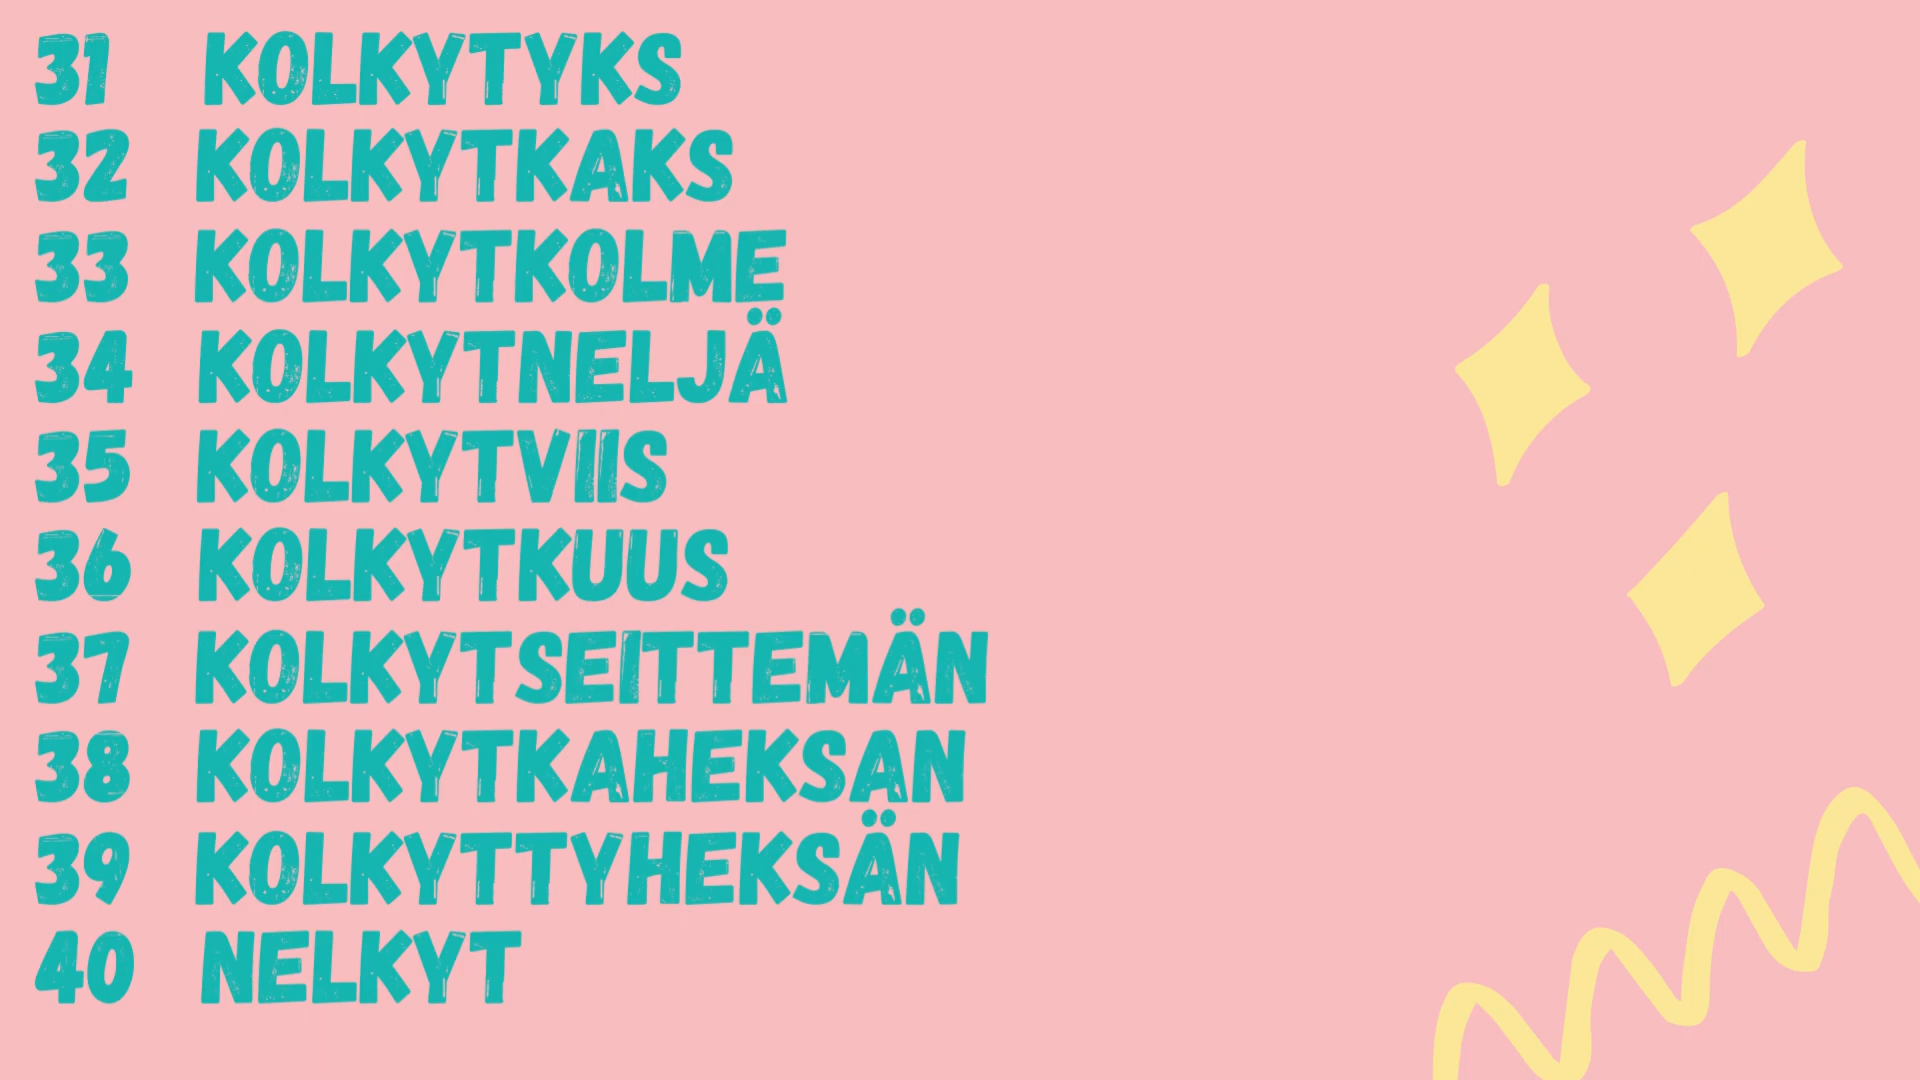 31 KOLKYTYKS
32 KOLKYTKAKS
33 KOLKYTKOLME
34 KOLKYTNELJÄ
35 KOLKYTVIIS
36 KOLKYTKUUS
37 KOLKYTSEITTEMÄN
38 KOLKYTKAHEKSAN
39 KOLKYTTYHEKSÄN
40 NELKYT